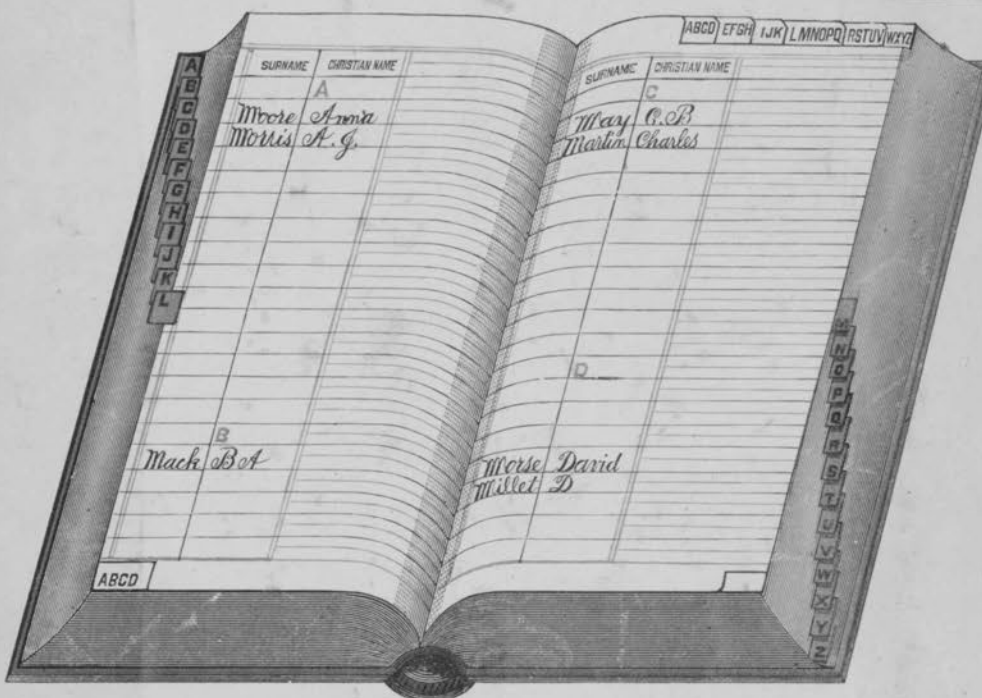 ABCD EFGH IJK LMNOPQ RSTUV WXYZ
A
B
C
D
E
F
G
H
I
J
K
L
SURNAME CHRISTIAN NAME
A
Moore Anna
Morris A. J.
B
Mack B A
ABCD
SURNAME CHRISTIAN NAME
C
May C. B
Martin Charles
D
Morse David
Millet D
M
N
O
P
Q
R
S
T
U
V
W
X
Y
Z